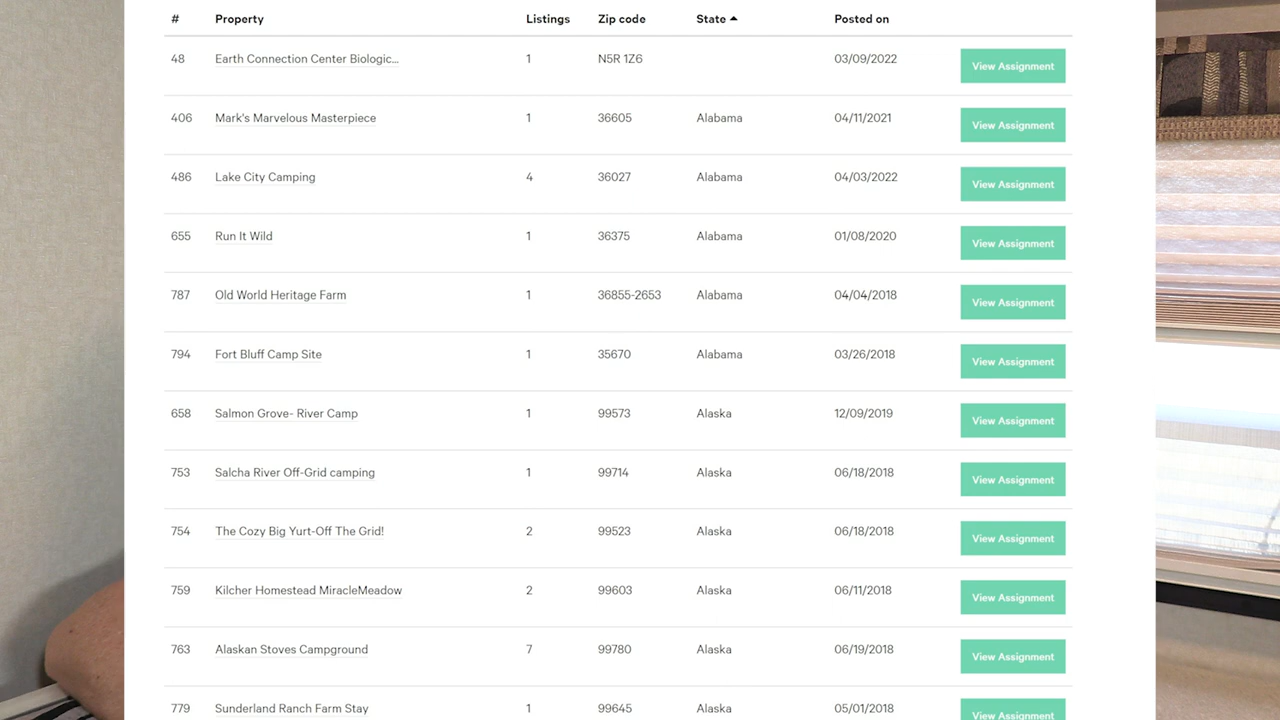 # Property Listings Zip code State Posted on
48 Earth Connection Center Biologic... 1 N5R 1Z6 03/09/2022 View Assignment
406 Mark's Marvelous Masterpiece 1 36605 Alabama 04/11/2021 View Assignment
486 Lake City Camping 4 36027 Alabama 04/03/2022 View Assignment
655 Run It Wild 1 36375 Alabama 01/08/2020 View Assignment
787 Old World Heritage Farm 1 36855-2653 Alabama 04/04/2018 View Assignment
794 Fort Bluff Camp Site 1 35670 Alabama 03/26/2018 View Assignment
658 Salmon Grove- River Camp 1 99573 Alaska 12/09/2019 View Assignment
753 Salcha River Off-Grid camping 1 99714 Alaska 06/18/2018 View Assignment
754 The Cozy Big Yurt-Off The Grid! 2 99523 Alaska 06/18/2018 View Assignment
759 Kilcher Homestead MiracleMeadow 2 99603 Alaska 06/11/2018 View Assignment
763 Alaskan Stoves Campground 7 99780 Alaska 06/19/2018 View Assignment
779 Sunderland Ranch Farm Stay 1 99645 Alaska 05/01/2018 View Assignment